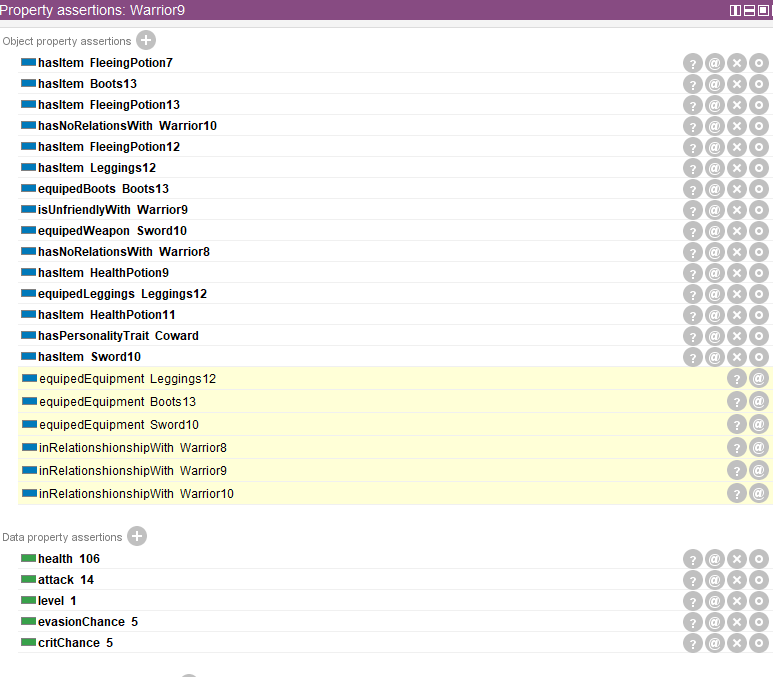 Property assertions: Warrior9
Object property assertions
hasItem FleeingPotion7
hasItem Boots13
hasItem FleeingPotion13
hasNoRelationsWith Warrior10
hasItem FleeingPotion12
hasItem Leggings12
equipedBoots Boots13
isUnfriendlyWith Warrior9
equipedWeapon Sword10
hasNoRelationsWith Warrior8
hasItem HealthPotion9
equipedLeggings Leggings12
hasItem HealthPotion11
hasPersonalityTrait Coward
hasItem Sword10
equipedEquipment Leggings12
equipedEquipment Boots13
equipedEquipment Sword10
inRelationshionshipWith Warrior8
inRelationshionshipWith Warrior9
inRelationshionshipWith Warrior10
Data property assertions
health 106
attack 14
level 1
evasionChance 5
critChance 5